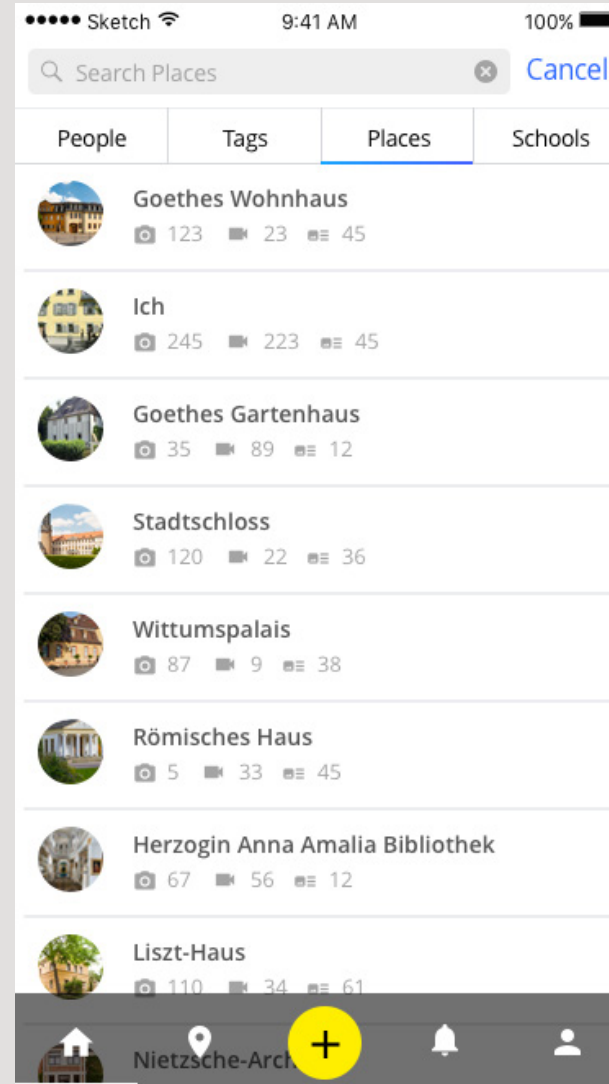 Sketch 9:41 AM 100%
Search Places Cancel
People Tags Places Schools
Goethes Wohnhaus
123 23 45
Ich
245 223 45
Goethes Gartenhaus
35 89 12
Stadtschloss
120 22 36
Wittumspalais
87 9 38
Römisches Haus
5 33 45
Herzogin Anna Amalia Bibliothek
67 56 12
Liszt-Haus
110 34 61
Nietzsche-Arch